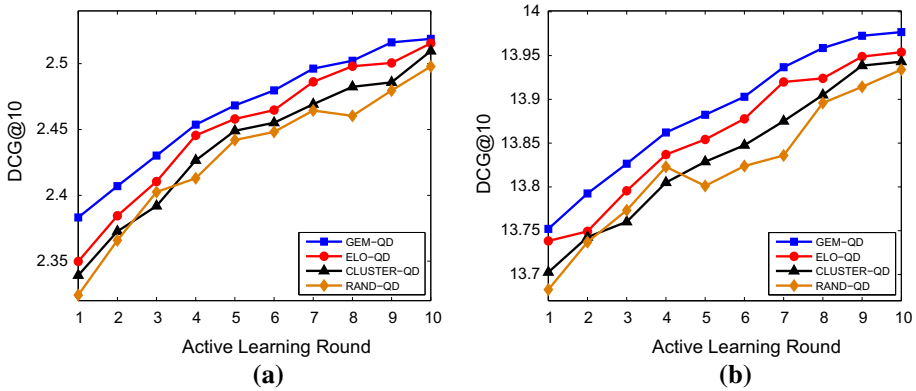 2.5
2.45
2.4
2.35
DCG@10
1 2 3 4 5 6 7 8 9 10
Active Learning Round
GEM-QD
ELO-QD
CLUSTER-QD
RAND-QD
(a)
14
13.95
13.9
13.85
13.8
13.75
13.7
DCG@10
1 2 1 4 5 6 7 8 9 10
Active Learning Round
GEM-QD
ELO-QD
CLUSTER-QD
RAND-QD
(b)